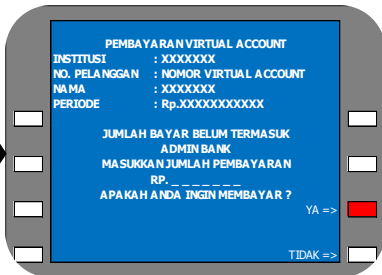 PEMBAYARAN VIRTUAL ACCOUNT
INSTITUSI : XXXXXXX
NO. PELANGGAN : NOMOR VIRTUAL ACCOUNT
NAMA : XXXXXXX
PERIODE : Rp.XXXXXXXXXXX
JUMLAH BAYAR BELUM TERMASUK
ADMIN BANK
MASUKKAN JUMLAH PEMBAYARAN
RP. _ _ _ _ _ _ _
APAKAH ANDA INGIN MEMBAYAR ?
YA =>
TIDAK =>